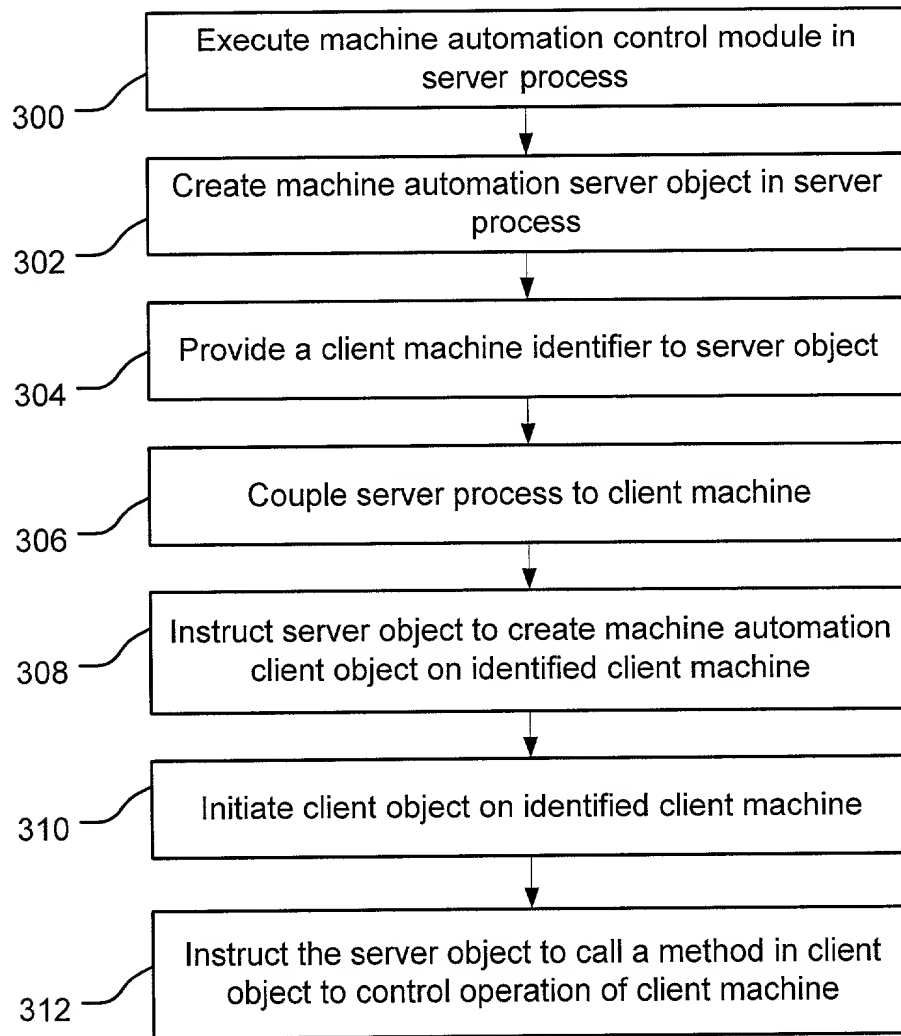 Execute machine automation control module in
server process
300
Create machine automation server object in server
process
302
Provide a client machine identifier to server object
304
Couple server process to client machine
306
Instruct server object to create machine automation
client object on identified client machine
308
Initiate client object on identified client machine
310
Instruct the server object to call a method in client
object to control operation of client machine
312